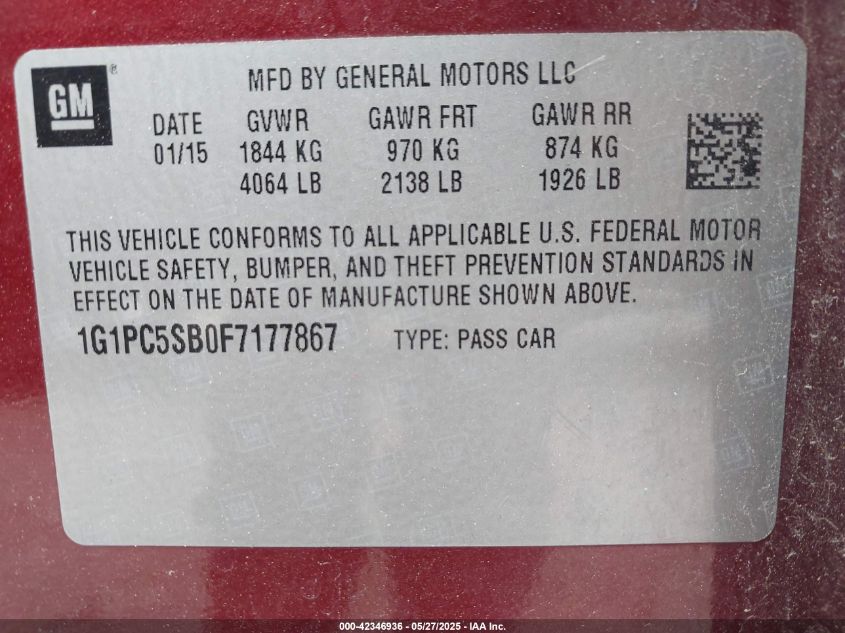 GM ®
MFD BY GENERAL MOTORS LLC
DATE GVWR GAWR FRT GAWR RR
01/15 1844 KG 970 KG 874 KG
4064 LB 2138 LB 1926 LB
THIS VEHICLE CONFORMS TO ALL APPLICABLE U.S. FEDERAL MOTOR
VEHICLE SAFETY, BUMPER, AND THEFT PREVENTION STANDARDS IN
EFFECT ON THE DATE OF MANUFACTURE SHOWN ABOVE.
1G1PC5SB0F7177867 TYPE: PASS CAR
000-42346936 - 05/27/2025 - IAA Inc.